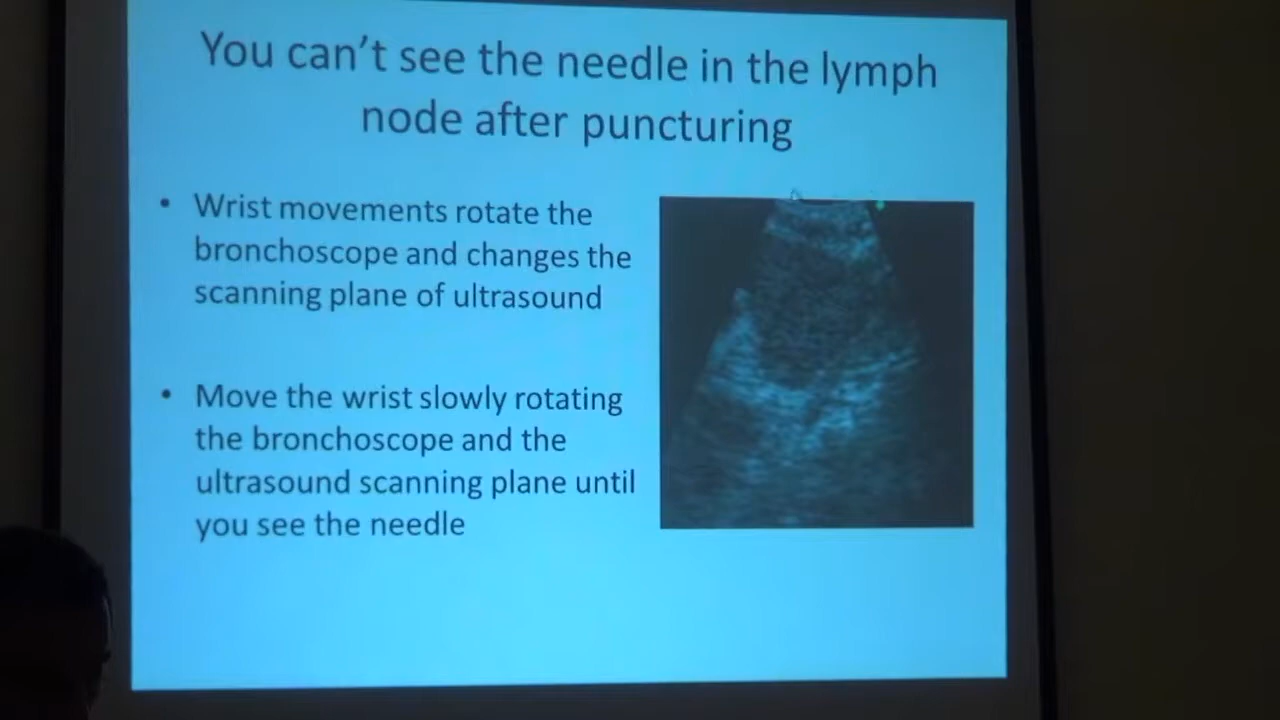 You can't see the needle in the lymph
node after puncturing
• Wrist movements rotate the
bronchoscope and changes the
scanning plane of ultrasound
• Move the wrist slowly rotating
the bronchoscope and the
ultrasound scanning plane until
you see the needle